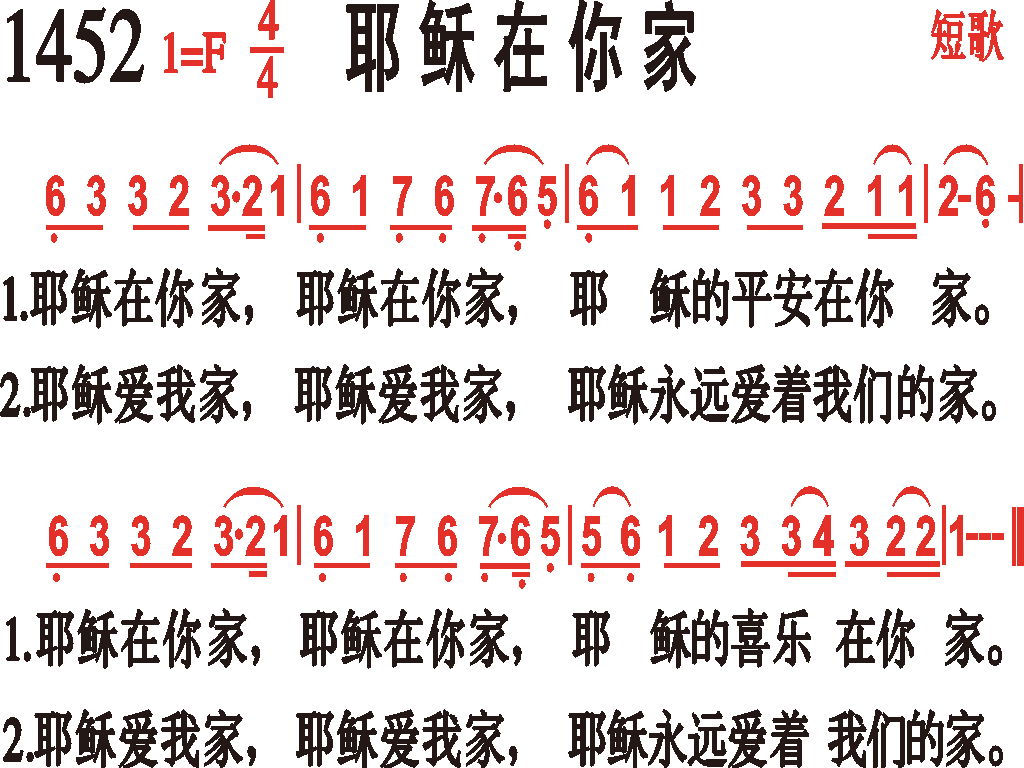 1452 1=F 4/4 耶稣在你家 短歌
6 3 3 2 3·2 1 | 6 1 7 6 7·6 5 | 6 1 1 2 3 3 2 1 1 | 2- 6 -|
1.耶稣在你家， 耶稣在你家， 耶 稣的平安在你 家。
2.耶稣爱我家， 耶稣爱我家， 耶稣永远爱着我们的家。
6 3 3 2 3·2 1 | 6 1 7 6 7·6 5 | 5 6 1 2 3 3 4 3 2 2 | 1---‖
1.耶稣在你家， 耶稣在你家， 耶 稣的喜乐 在你 家。
2.耶稣爱我家， 耶稣爱我家， 耶稣永远爱着 我们的家。